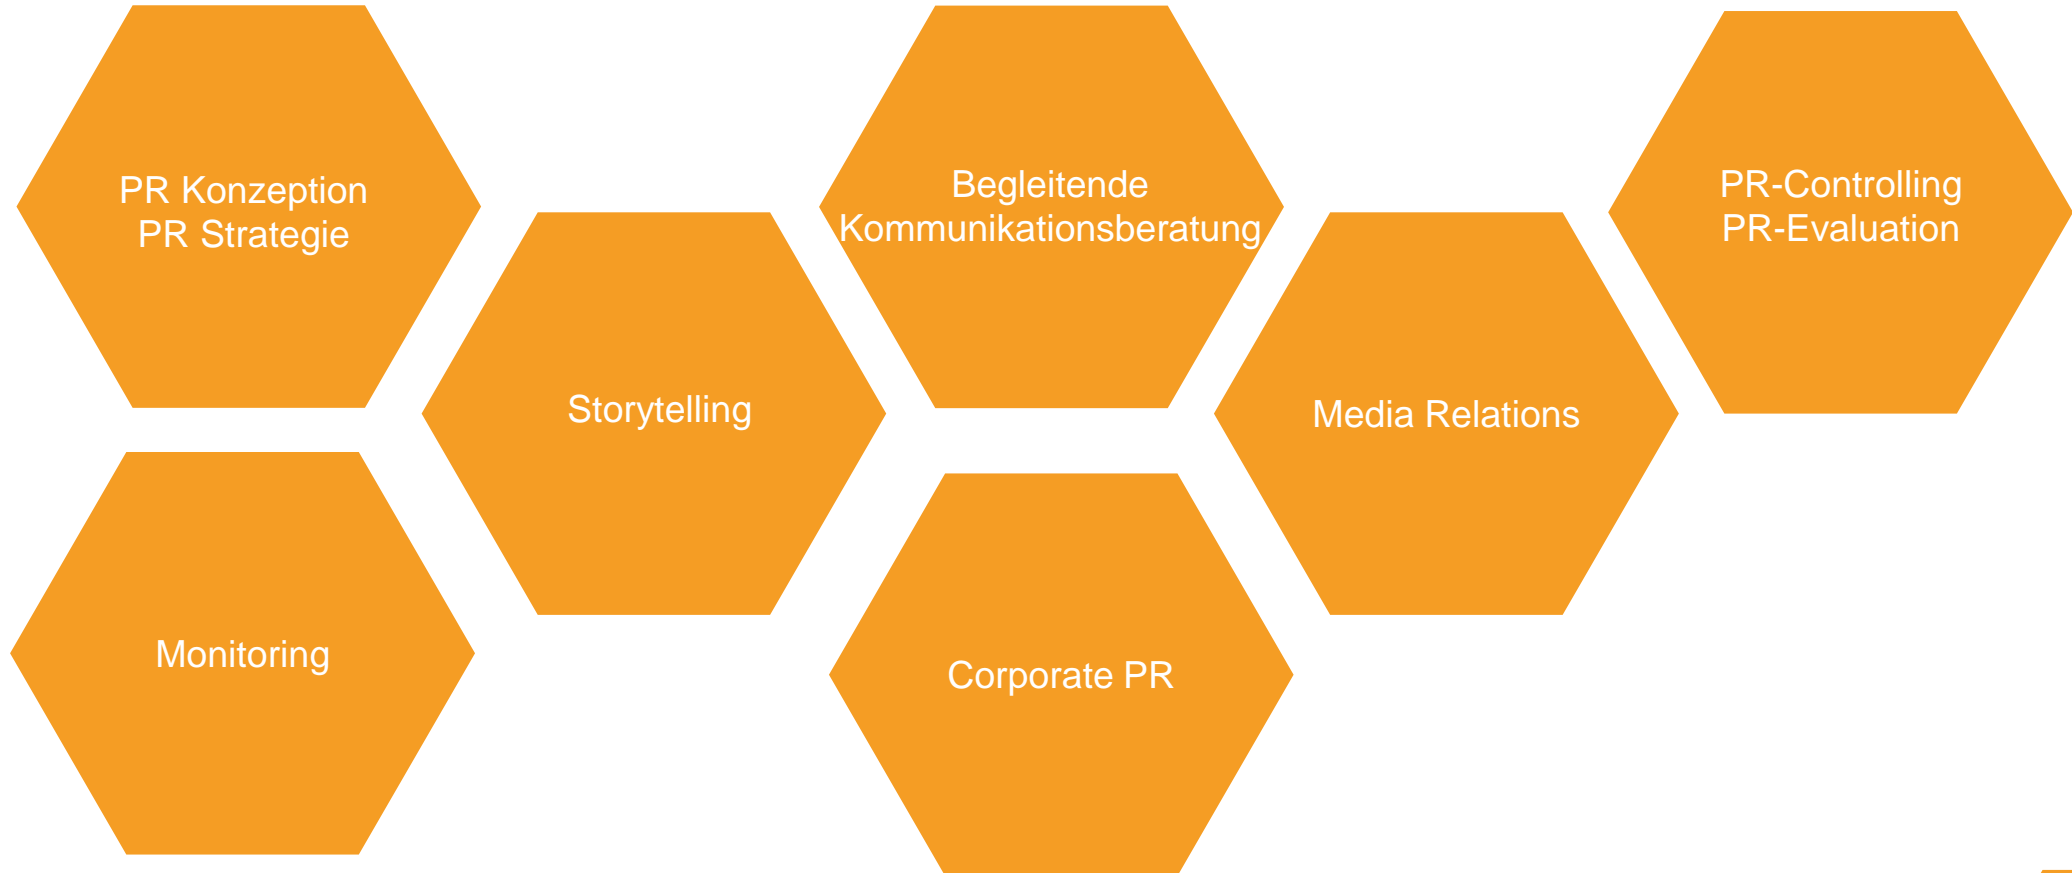 PR Konzeption
PR Strategie
Begleitende
Kommunikationsberatung
PR-Controlling
PR-Evaluation
Storytelling
Media Relations
Monitoring
Corporate PR